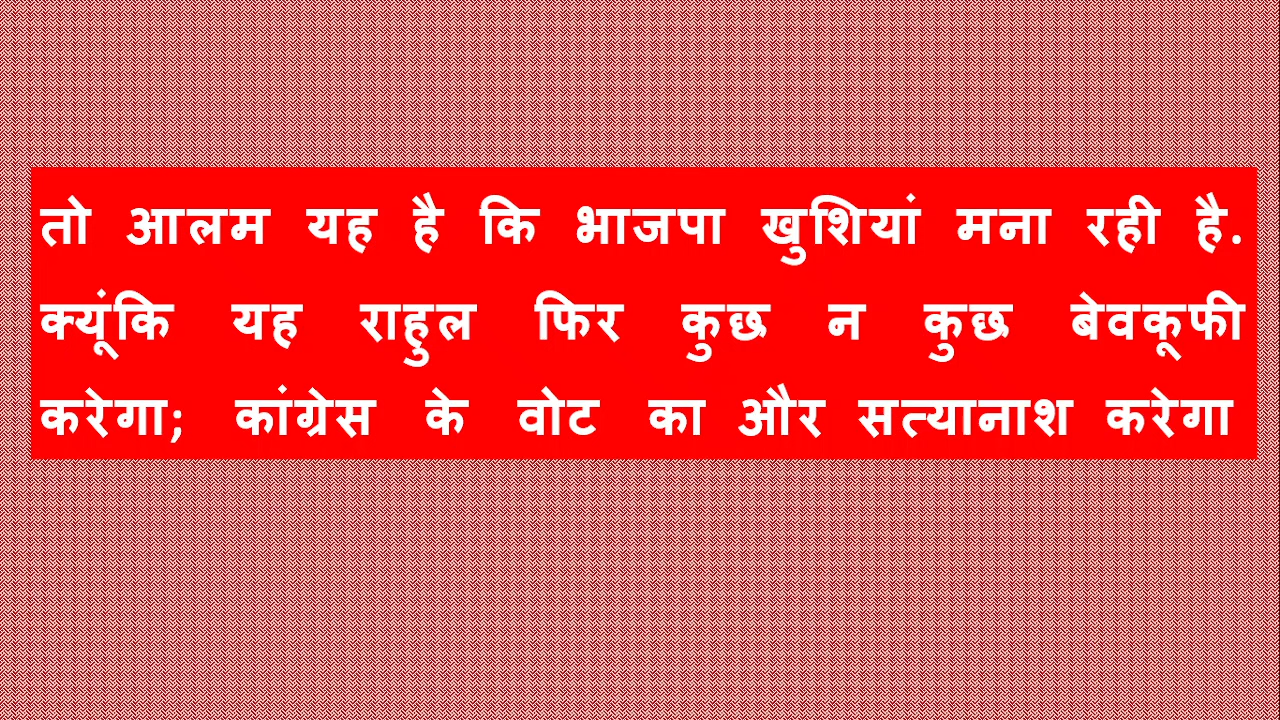 तो आलम यह है कि भाजपा खुशियां मना रही है.
क्यूंकि यह राहुल फिर कुछ न कुछ बेवकूफी
करेगा; कांग्रेस के वोट का और सत्यानाश करेगा